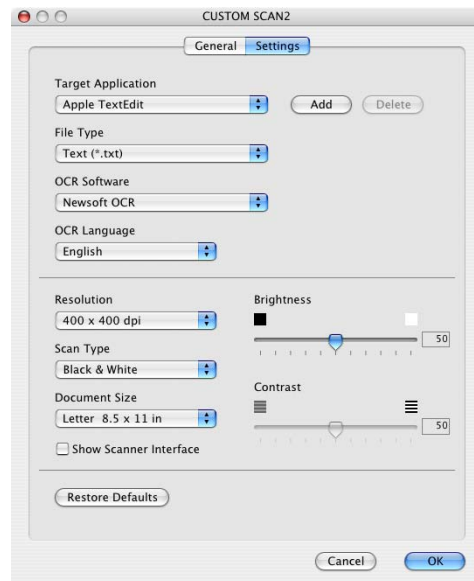 CUSTOM SCAN2
General Settings
Target Application
Apple TextEdit Add Delete
File Type
Text (*.txt)
OCR Software
Newsoft OCR
OCR Language
English
Resolution
400 x 400 dpi
Scan Type
Black & White
Document Size
Letter 8.5 x 11 in
Show Scanner Interface
Brightness
50
Contrast
50
Restore Defaults
Cancel OK